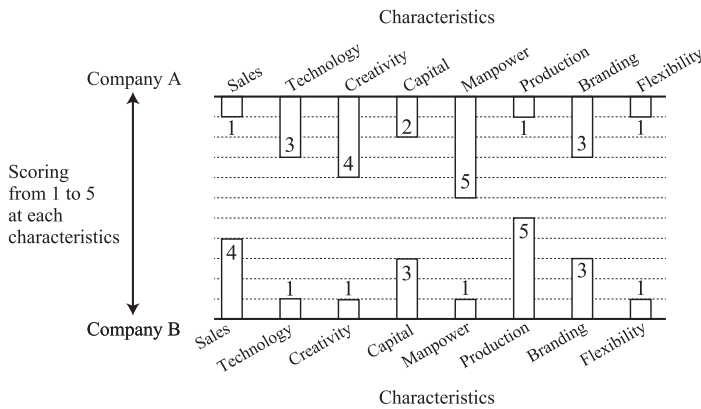 Characteristics
Company A
Sales
Technology
Creativity
Capital
Manpower
Production
Branding
Flexibility
1
3
4
2
5
1
3
1
Scoring
from 1 to 5
at each
characteristics
4
1
1
3
1
5
3
1
Company B
Sales
Technology
Creativity
Capital
Manpower
Production
Branding
Flexibility
Characteristics